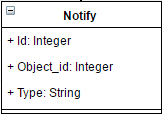 Notify
+ Id: Integer
+ Object_id: Integer
+ Type: String